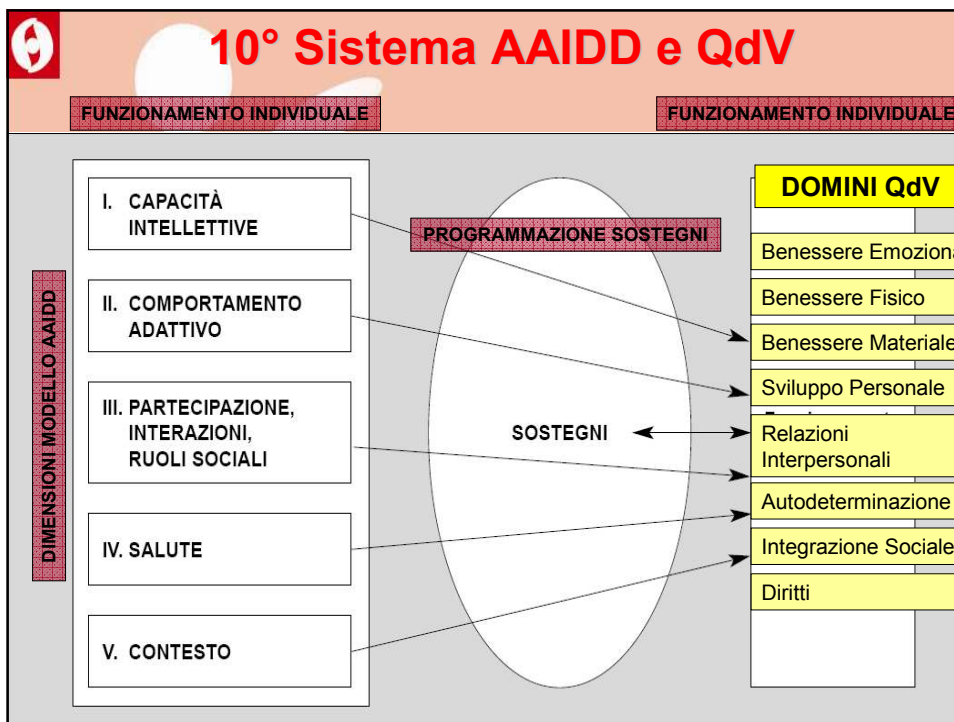 10° Sistema AAIDD e QdV
FUNZIONAMENTO INDIVIDUALE
FUNZIONAMENTO INDIVIDUALE
DIMENSIONI MODELLO AAIDD
I. CAPACITÀ
INTELLETTIVE
II. COMPORTAMENTO
ADATTIVO
III. PARTECIPAZIONE,
INTERAZIONI,
RUOLI SOCIALI
IV. SALUTE
V. CONTESTO
PROGRAMMAZIONE SOSTEGNI
SOSTEGNI
DOMINI QdV
Benessere
Benessere Fisico
Benessere Materiale
Sviluppo Personale
Relazioni
Interpersonali
Autodeterminazione
Integrazione Sociale
Diritti